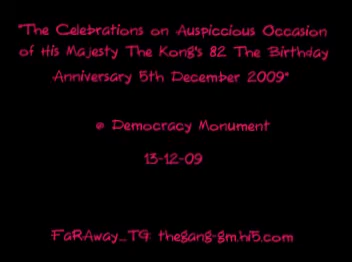 "The Celebrations on Auspiccious Occasion
of His Majesty The Kong's 82 The Birthday
Anniversary 5th December 2009"
@ Democracy Monument
13-12-09
FaRAway_TG: thegang-gm.hi5.com